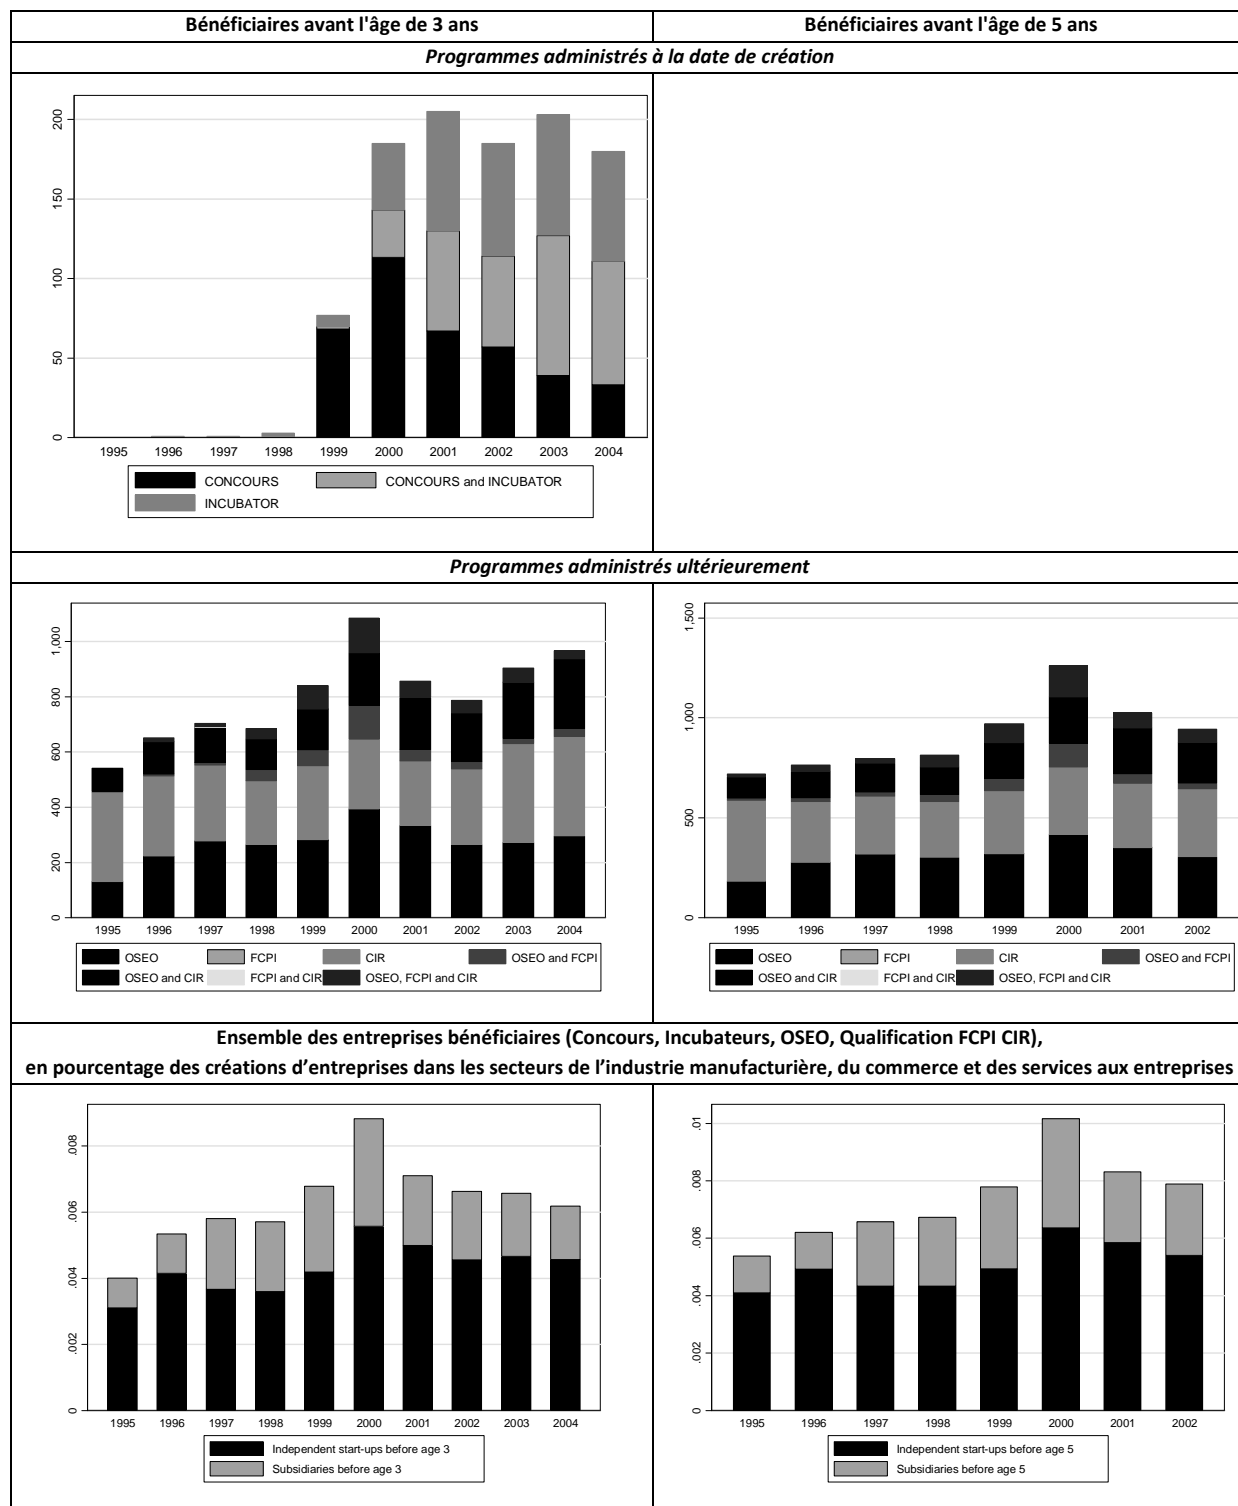 Bénéficiaires avant l'âge de 3 ans
Bénéficiaires avant l'âge de 5 ans
Programmes administrés à la date de création
200
150
100
50
0
1995 1996 1997 1998 1999 2000 2001 2002 2003 2004
CONCOURS
CONCOURS and INCUBATOR
INCUBATOR
Programmes administrés ultérieurement
1,000
800
600
400
200
0
1995 1996 1997 1998 1999 2000 2001 2002 2003 2004
OSEO FCPI CIR OSEO and FCPI
OSEO and CIR FCPI and CIR OSEO, FCPI and CIR
1,500
1,000
500
0
1995 1996 1997 1998 1999 2000 2001 2002
OSEO FCPI CIR OSEO and FCPI
OSEO and CIR FCPI and CIR OSEO, FCPI and CIR
Ensemble des entreprises bénéficiaires (Concours, Incubateurs, OSEO, Qualification FCPI CIR),
en pourcentage des créations d’entreprises dans les secteurs de l’industrie manufacturière, du commerce et des services aux entreprises
.008
.006
.004
.002
0
1995 1996 1997 1998 1999 2000 2001 2002 2003 2004
Independent start-ups before age 3
Subsidiaries before age 3
.01
.008
.006
.004
.002
0
1995 1996 1997 1998 1999 2000 2001 2002
Independent start-ups before age 5
Subsidiaries before age 5